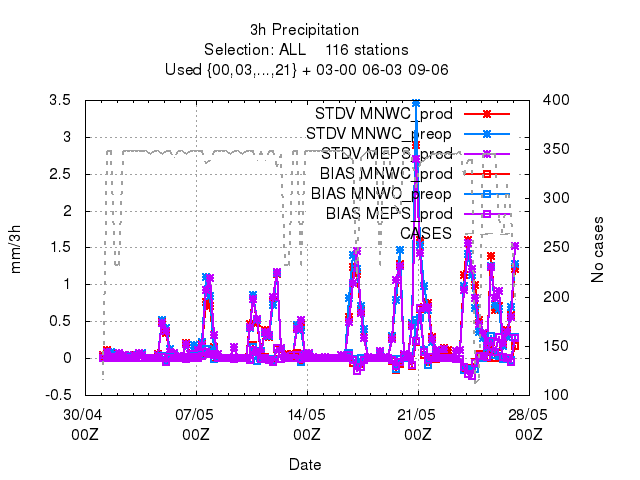 3h Precipitation
Selection: ALL 116 stations
Used {00,03,...,21} + 03-00 06-03 09-06
3.5
3
2.5
2
1.5
1
0.5
0
-0.5
mm/3h
400
350
300
250
200
150
100
No cases
STDV MNWC_prod
STDV MNWC_preop
STDV MEPS_prod
BIAS MNWC_prod
BIAS MNWC_preop
BIAS MEPS_prod
CASES
30/04 07/05 14/05 21/05 28/05
00Z 00Z 00Z 00Z 00Z
Date